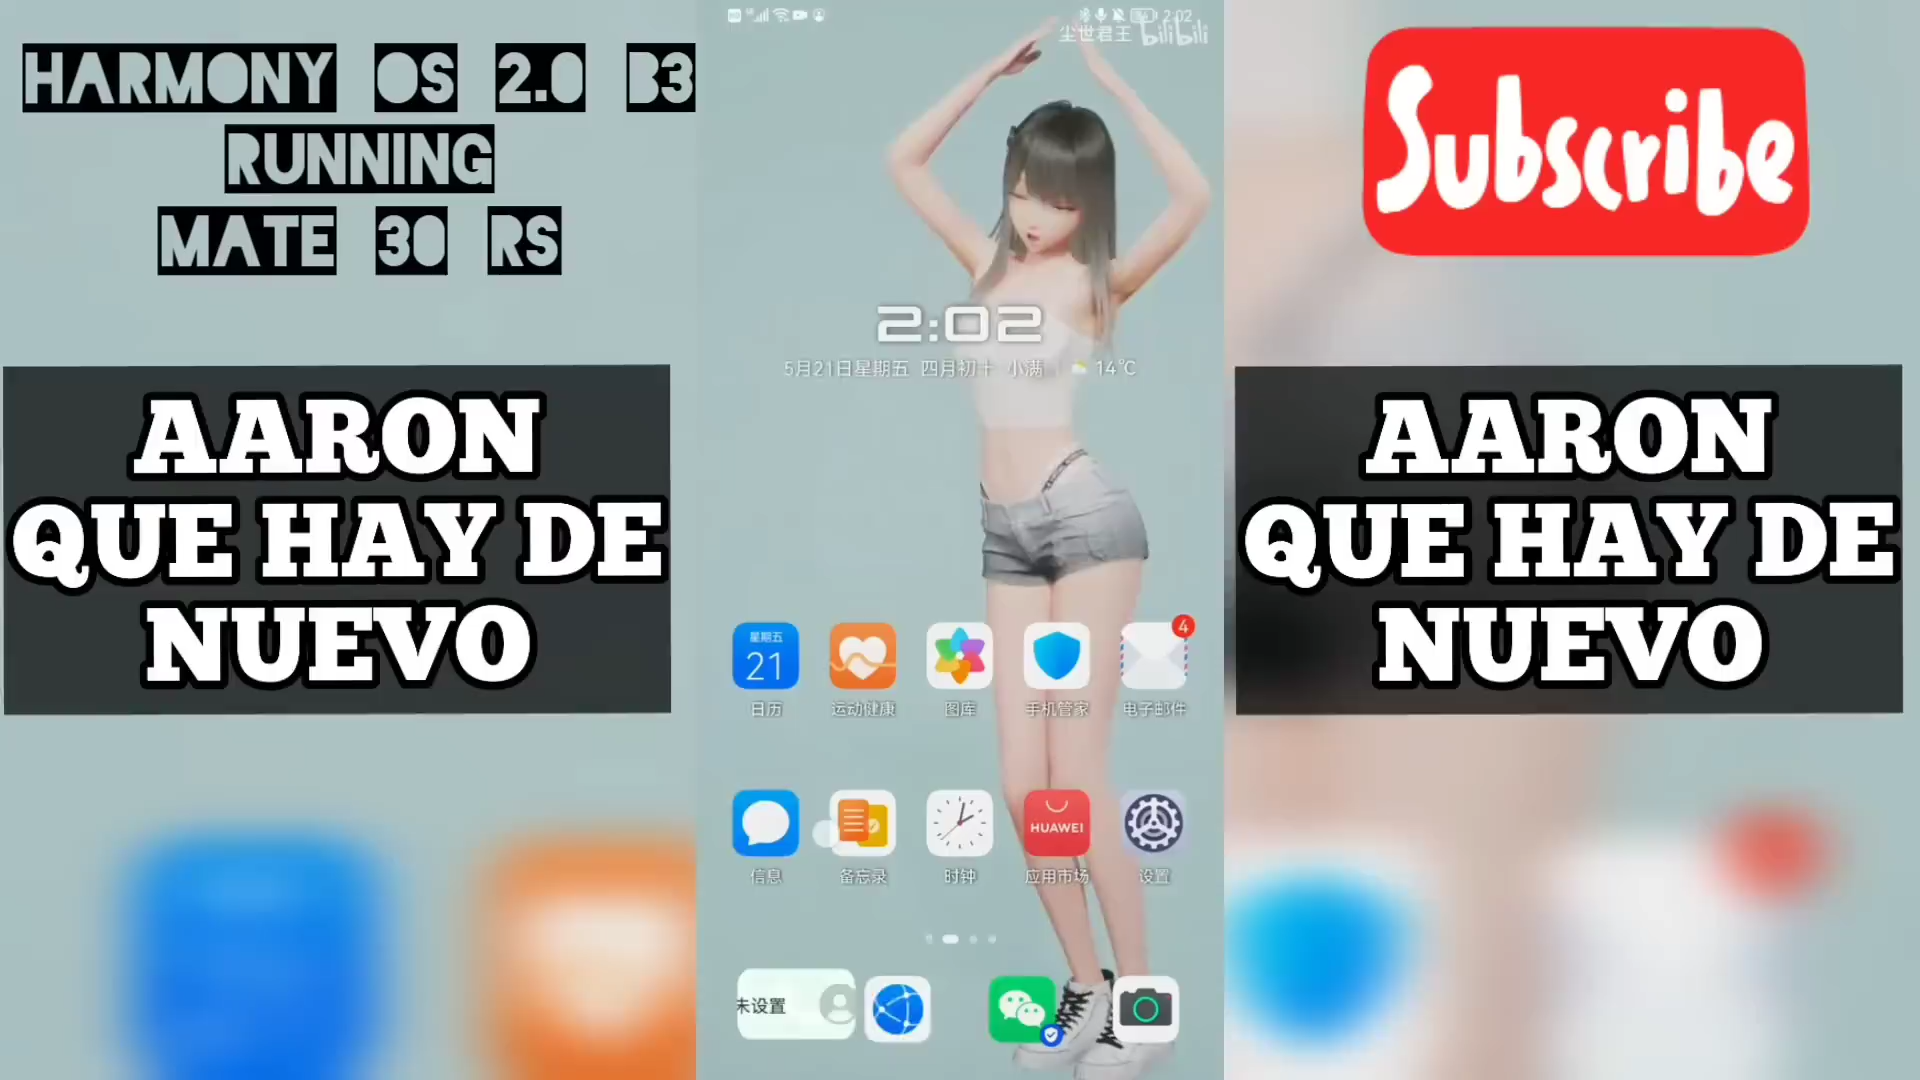 HARMONY OS 2.0 B3
RUNNING
MATE 30 RS
AARON
QUE HAY DE
NUEVO
2:02
尘世君王 bilibili
2:02
5月21日星期五 四月初十 小满 14°C
星期五
21
4
日历 运动健康 图库 手机管家 电子邮件
HUAWEI
信息 备忘录 时钟 应用市场 设置
未设置
Subscribe
AARON
QUE HAY DE
NUEVO